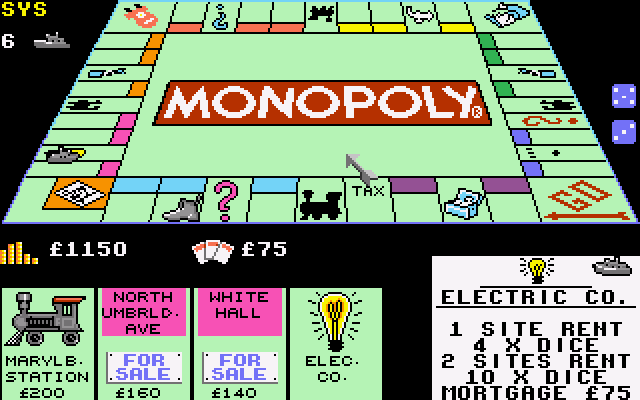 SYS
6
MONOPOLY®
?
?
TAX
GO
£1150
£75
MARYLB.
STATION
£200
NORTH
UMBRLD.
AVE
FOR
SALE
£160
WHITE
HALL
FOR
SALE
£140
ELEC.
CO.
ELECTRIC CO.
1 SITE RENT
4 X DICE
2 SITES RENT
10 X DICE
MORTGAGE £75